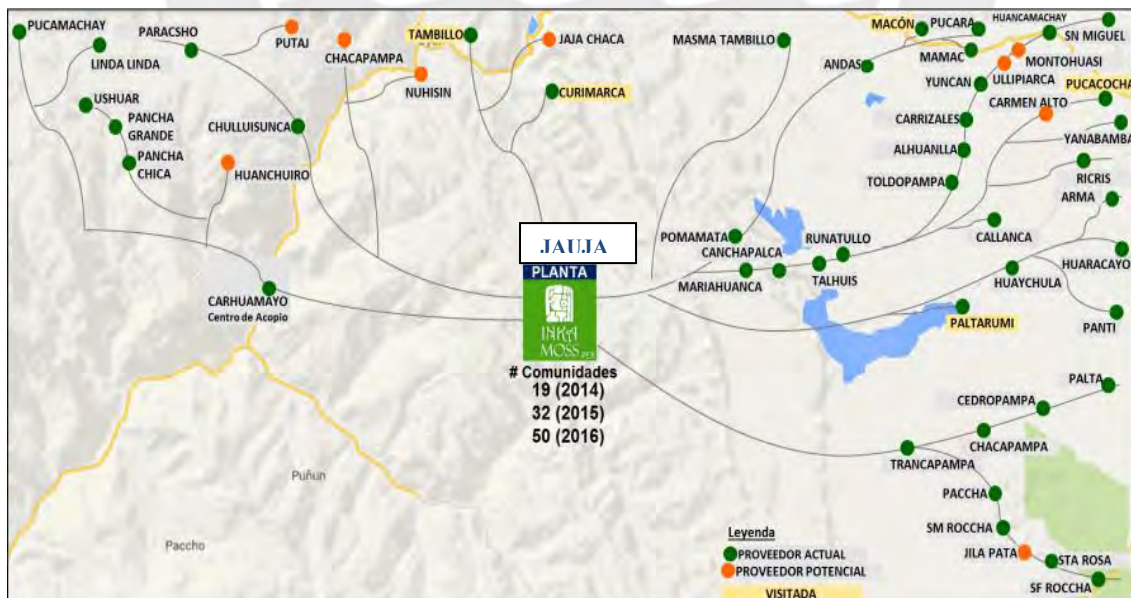 PUCAMACHAY
PARACSHO
PUTAJ
LINDA LINDA
CHACAPAMPA
TAMBILLO
JAJA CHACA
MASMA TAMBILLO
MACÓN
PUCARA
HUANCAMACHAY
SN MIGUEL
ANDAS
MAMAC
MONTOHUASI
ULLIPIARCA
NUHISIN
CURIMARCA
YUNCAN
PUCACOCHA
CARMEN ALTO
USHUAR
PANCHA
GRANDE
CHULLUISUNCA
CARRIZALES
YANABAMBA
PANCHA
CHICA
HUANCHUIRO
ALHUANLLA
RICRIS
TOLDOPAMPA
ARMA
JAUJA
PLANTA
INKA
MOSS
POMAMATA
CANCHAPALCA
RUNATULLO
CALLANCA
MARIAHUANCA
TALHUIS
HUAYCHULA
HUARACAYO
CARHUAMAYO
Centro de Acopio
PALTARUMI
PANTI
# Comunidades
19 (2014)
32 (2015)
50 (2016)
PALTA
CEDROPAMPA
CHACAPAMPA
TRANCAPAMPA
Puñun
PACCHA
SM ROCCHA
Paccho
JILA PATA
STA ROSA
SF ROCCHA
Leyenda
PROVEEDOR ACTUAL
PROVEEDOR POTENCIAL
VISITADA